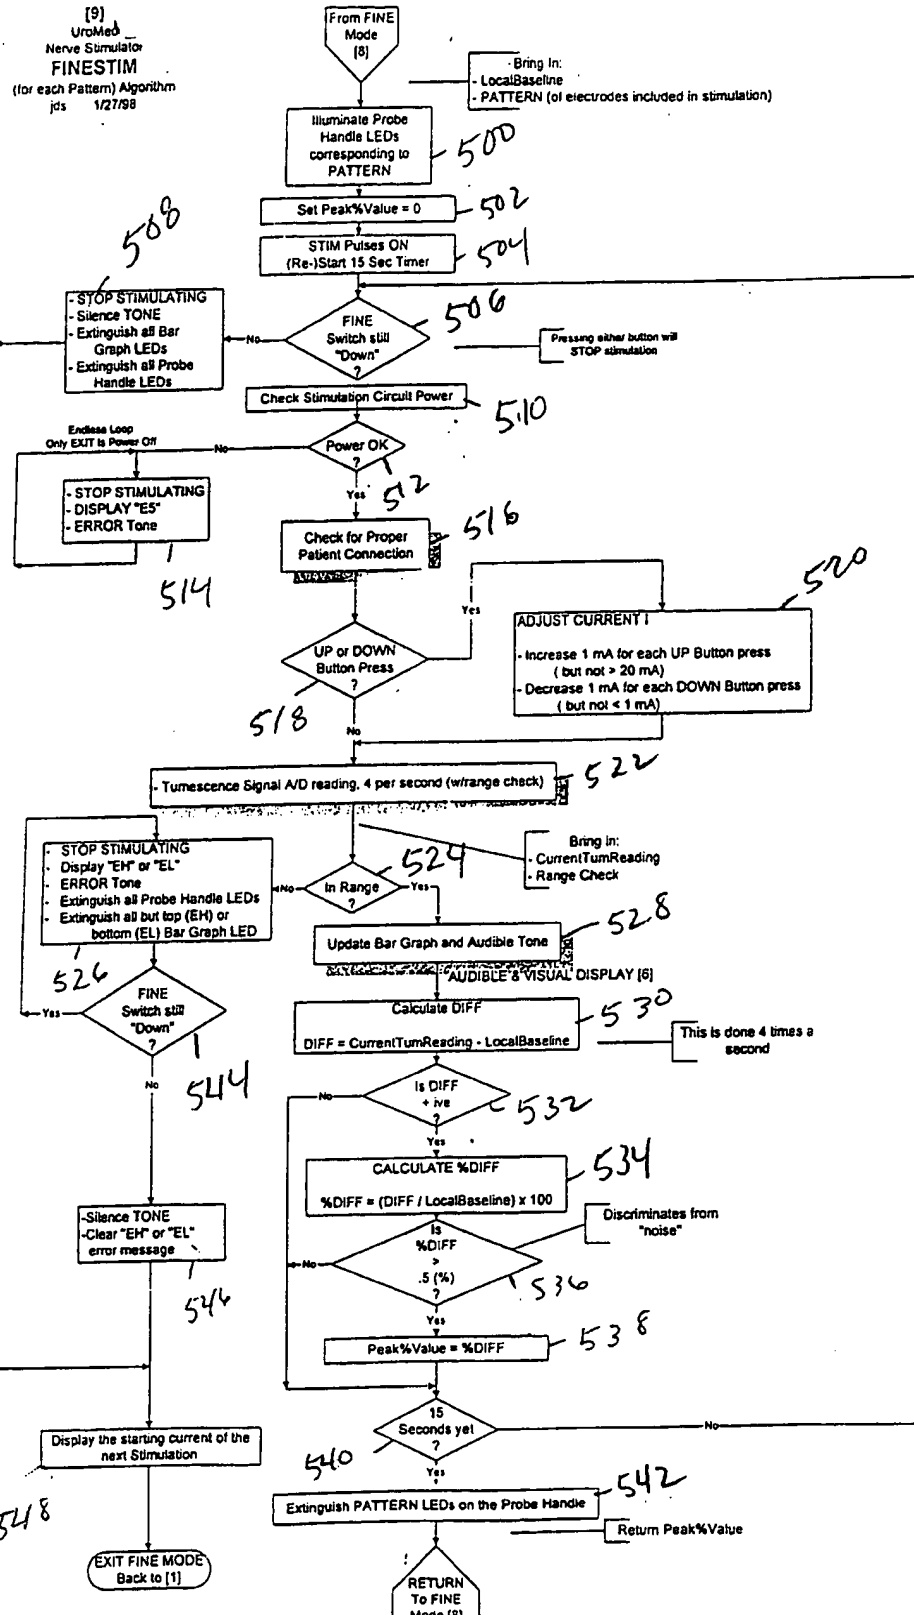 [9]
UroMed
Nerve Stimulator
FINESTIM
(for each Pattern) Algorithm
jds 1/27/98
From FINE
Mode
[8]
Bring In:
- LocalBaseline
- PATTERN (of electrodes included in stimulation)
Illuminate Probe
Handle LEDs
corresponding to
PATTERN
500
Set Peak%Value = 0
502
STIM Pulses ON
(Re-)Start 15 Sec Timer
504
508
- STOP STIMULATING
- Silence TONE
- Extinguish all Bar
Graph LEDs
- Extinguish all Probe
Handle LEDs
No
FINE
Switch still
"Down"
?
506
Pressing either button will
STOP stimulation
Check Stimulation Circuit Power
510
Endless Loop
Only EXIT Is Power Off
No
Power OK
?
512
Yes
- STOP STIMULATING
- DISPLAY "E5"
- ERROR Tone
514
Check for Proper
Patient Connection
516
Yes
520
ADJUST CURRENT I
- Increase 1 mA for each UP Button press
( but not > 20 mA)
- Decrease 1 mA for each DOWN Button press
( but not < 1 mA)
UP or DOWN
Button Press
?
518
No
- Tumescence Signal A/D reading, 4 per second (w/range check)
522
- STOP STIMULATING
- Display "EH" or "EL"
- ERROR Tone
- Extinguish all Probe Handle LEDs
- Extinguish all but top (EH) or
bottom (EL) Bar Graph LED
526
No
In Range
?
524
Yes
Bring In:
- CurrentTumReading
- Range Check
Update Bar Graph and Audible Tone
528
AUDIBLE & VISUAL DISPLAY [6]
Yes
FINE
Switch still
"Down"
?
544
No
Calculate DIFF
DIFF = CurrentTumReading - LocalBaseline
530
This is done 4 times a
second
No
Is DIFF
+ ive
?
532
Yes
CALCULATE %DIFF
%DIFF = (DIFF / LocalBaseline) x 100
534
-Silence TONE
-Clear "EH" or "EL"
error message
546
No
Is
%DIFF
>
.5 (%)
?
536
Discriminates from
"noise"
Yes
Peak%Value = %DIFF
538
15
Seconds yet
?
540
No
Yes
Display the starting current of the
next Stimulation
548
Extinguish PATTERN LEDs on the Probe Handle
542
Return Peak%Value
EXIT FINE MODE
Back to [1]
RETURN
To FINE
Mode [8]